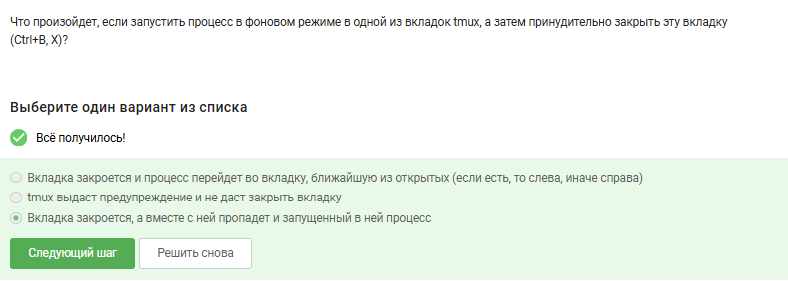 Что произойдет, если запустить процесс в фоновом режиме в одной из вкладок tmux, а затем принудительно закрыть эту вкладку
(Ctrl+B, X)?
Выберите один вариант из списка
Всё получилось!
Вкладка закроется и процесс перейдет во вкладку, ближайшую из открытых (если есть, то слева, иначе справа)
tmux выдаст предупреждение и не даст закрыть вкладку
Вкладка закроется, а вместе с ней пропадет и запущенный в ней процесс
Следующий шаг
Решить снова